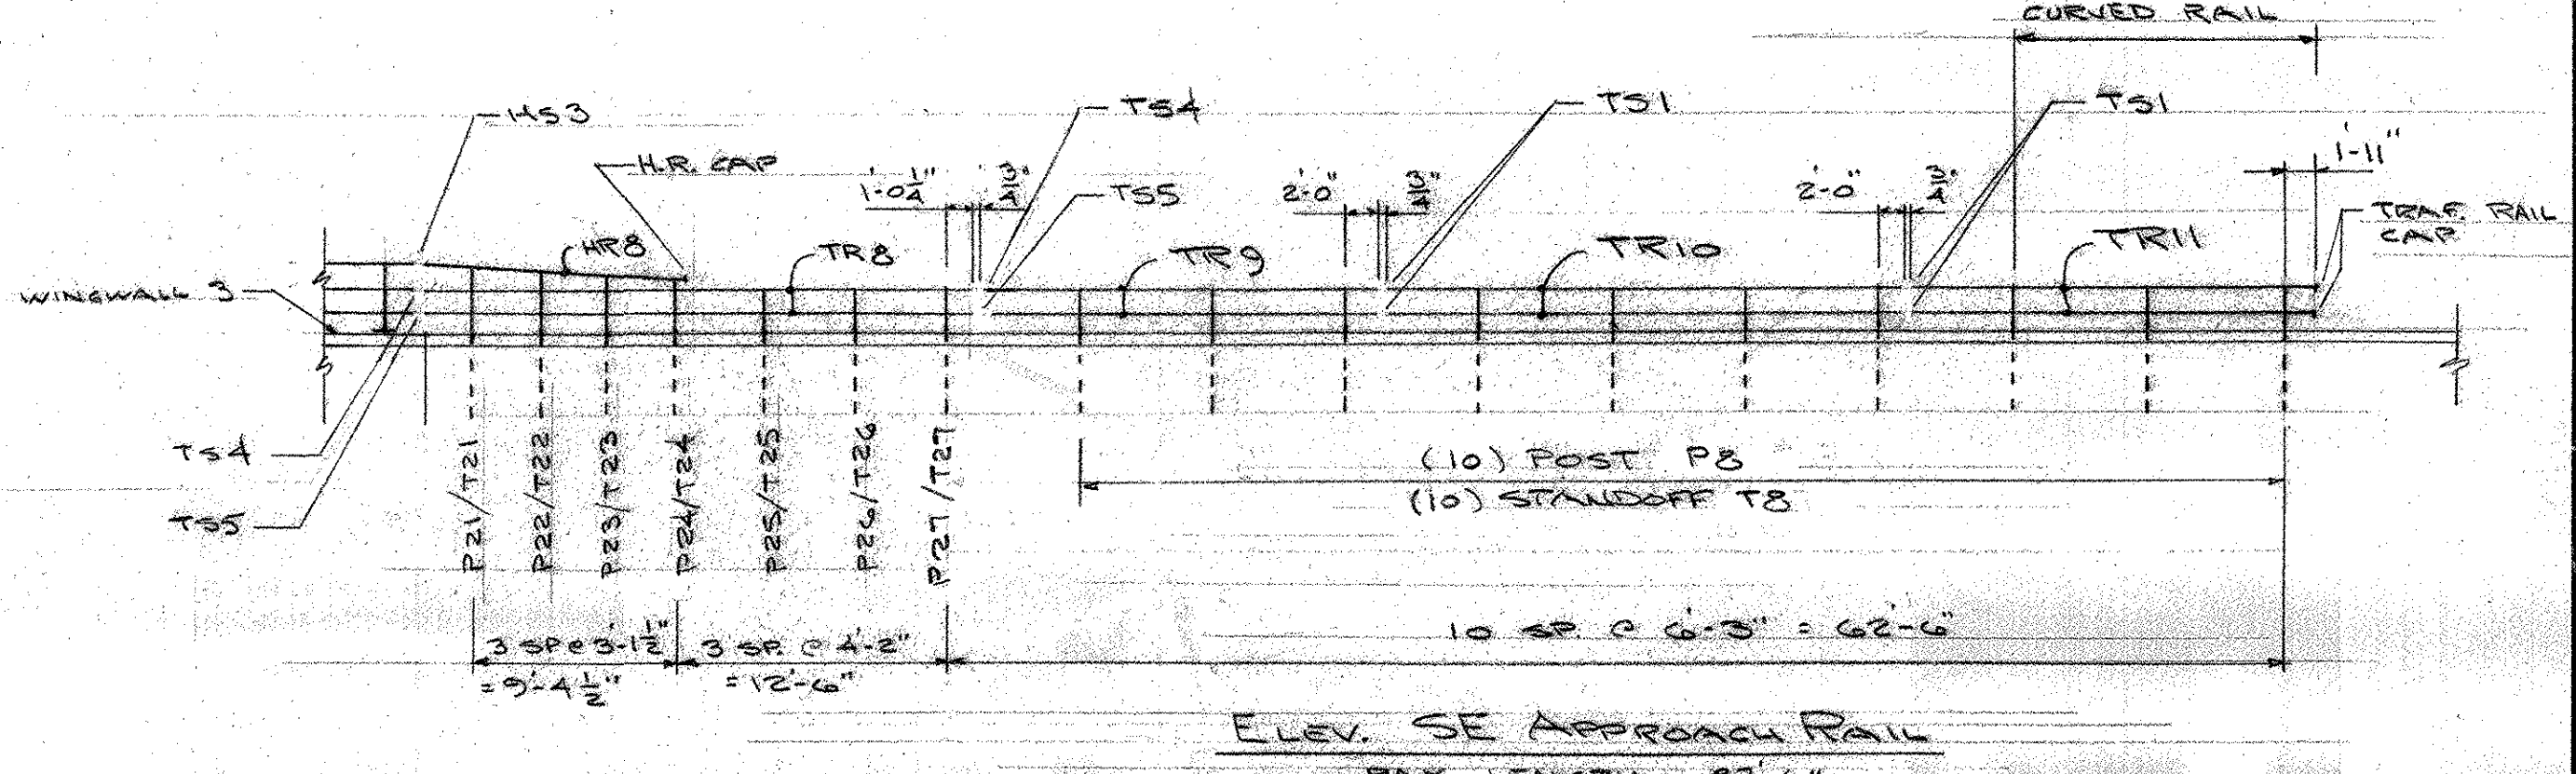 CURVED RAIL
HS3
TS4
TS1
TS1
H.R. CAP
1'-0 1/4"
3/4"
TS5
2'-0"
3/4"
2'-0"
3/4"
1'-11"
TRAF. RAIL
CAP
HR8
TR8
TR9
TR10
TR11
WINGWALL 3
TS4
TS5
P21/T21
P22/T22
P23/T23
P24/T24
P25/T25
P26/T26
P27/T27
(10) POST P8
(10) STANDOFF T8
3 SP @ 3'-1 1/2"
= 9'-4 1/2"
3 SP. @ 4'-2"
= 12'-6"
10 SP. @ 6'-3" = 62'-6"
ELEV. SE APPROACH RAIL